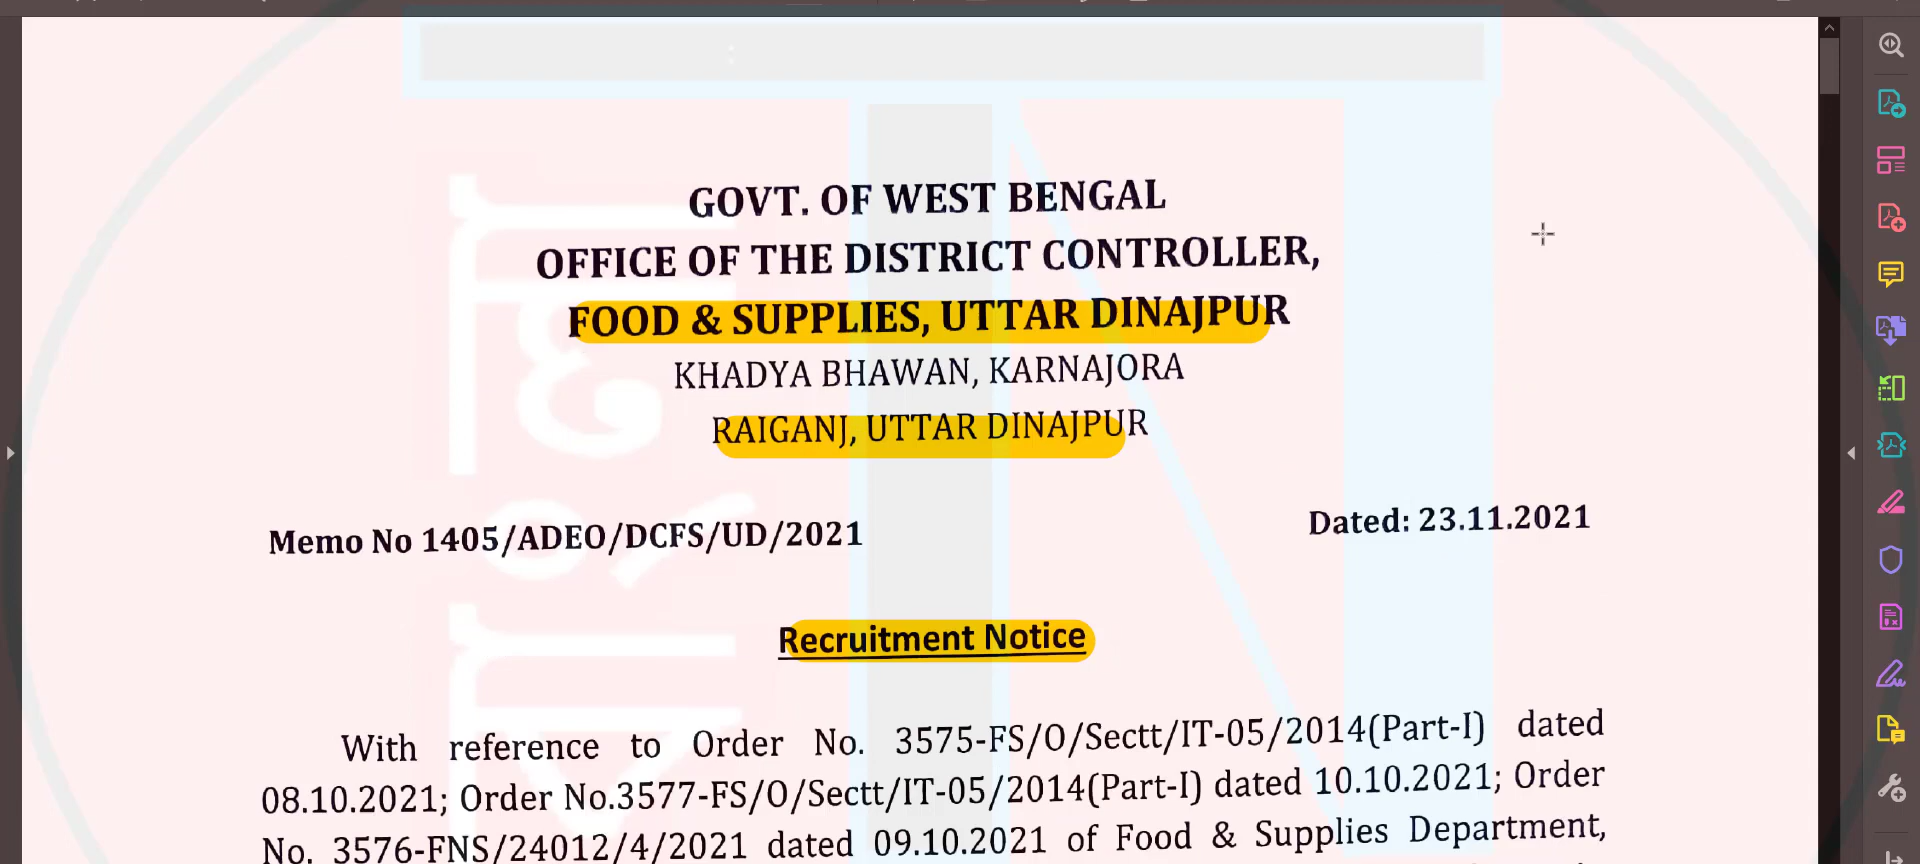 GOVT. OF WEST BENGAL
OFFICE OF THE DISTRICT CONTROLLER,
FOOD & SUPPLIES, UTTAR DINAJPUR
KHADYA BHAWAN, KARNAJORA
RAIGANJ, UTTAR DINAJPUR
Memo No 1405/ADEO/DCFS/UD/2021 Dated: 23.11.2021
Recruitment Notice
With reference to Order No. 3575-FS/O/Sectt/IT-05/2014(Part-I) dated
08.10.2021; Order No.3577-FS/O/Sectt/IT-05/2014(Part-I) dated 10.10.2021; Order
No. 3576-FNS/24012/4/2021 dated 09.10.2021 of Food & Supplies Department,